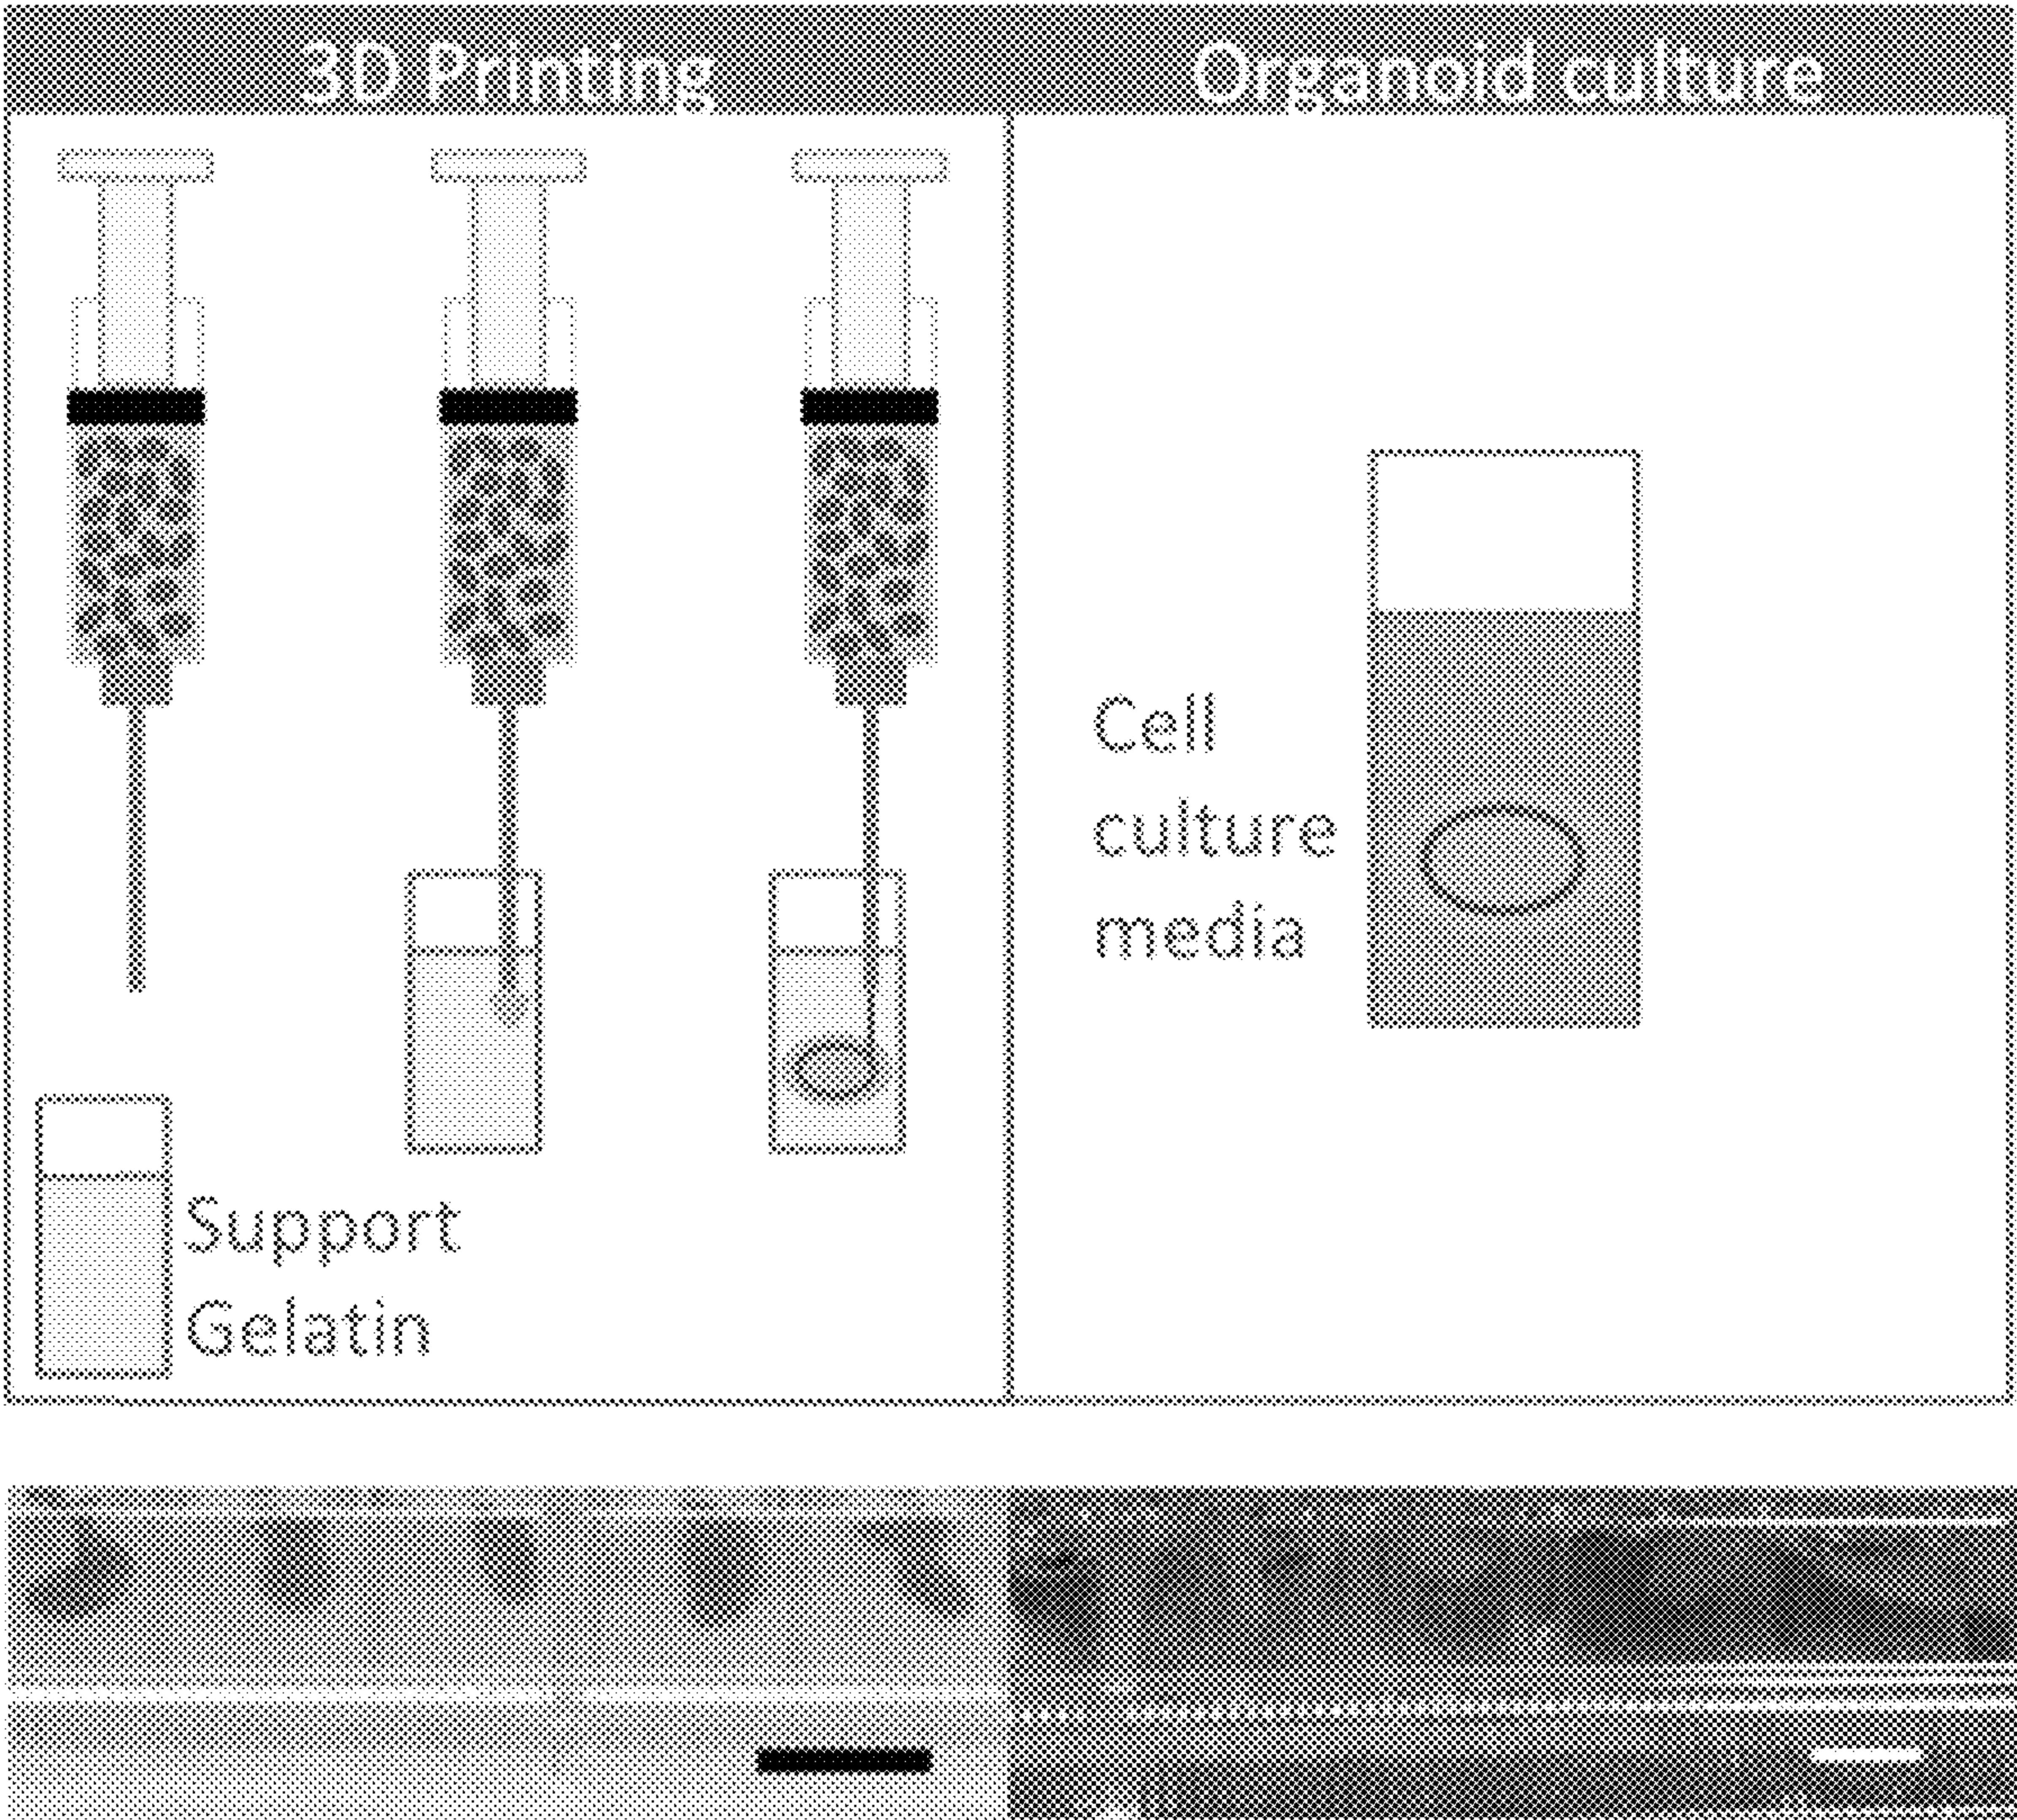 3D Printing
Organoid culture
Support
Gelatin
Cell
culture
media